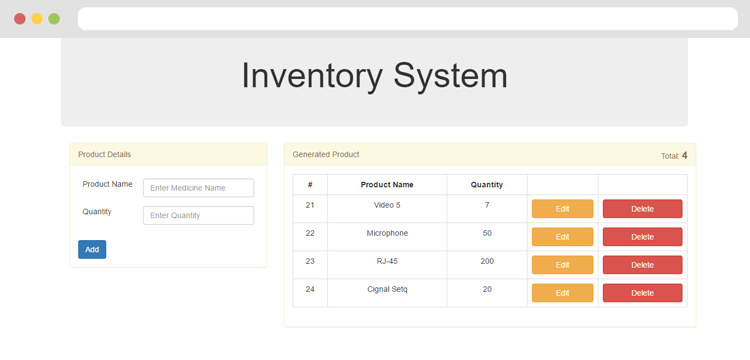 Inventory System
Product Details
Product Name
Enter Medicine Name
Quantity
Enter Quantity
Add
Generated Product
Total: 4
# Product Name Quantity
21 Video 5 7 Edit Delete
22 Microphone 50 Edit Delete
23 RJ-45 200 Edit Delete
24 Cignal Setq 20 Edit Delete